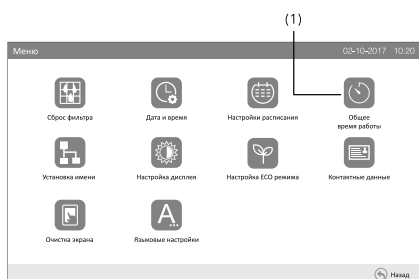 (1)
Меню 02-10-2017 10:20
Сброс фильтра Дата и время Настройки расписания Общее
время работы
Установка имени Настройка дисплея Настройка ECO режима Контактные данные
A...
Очистка экрана Языковые настройки
Назад